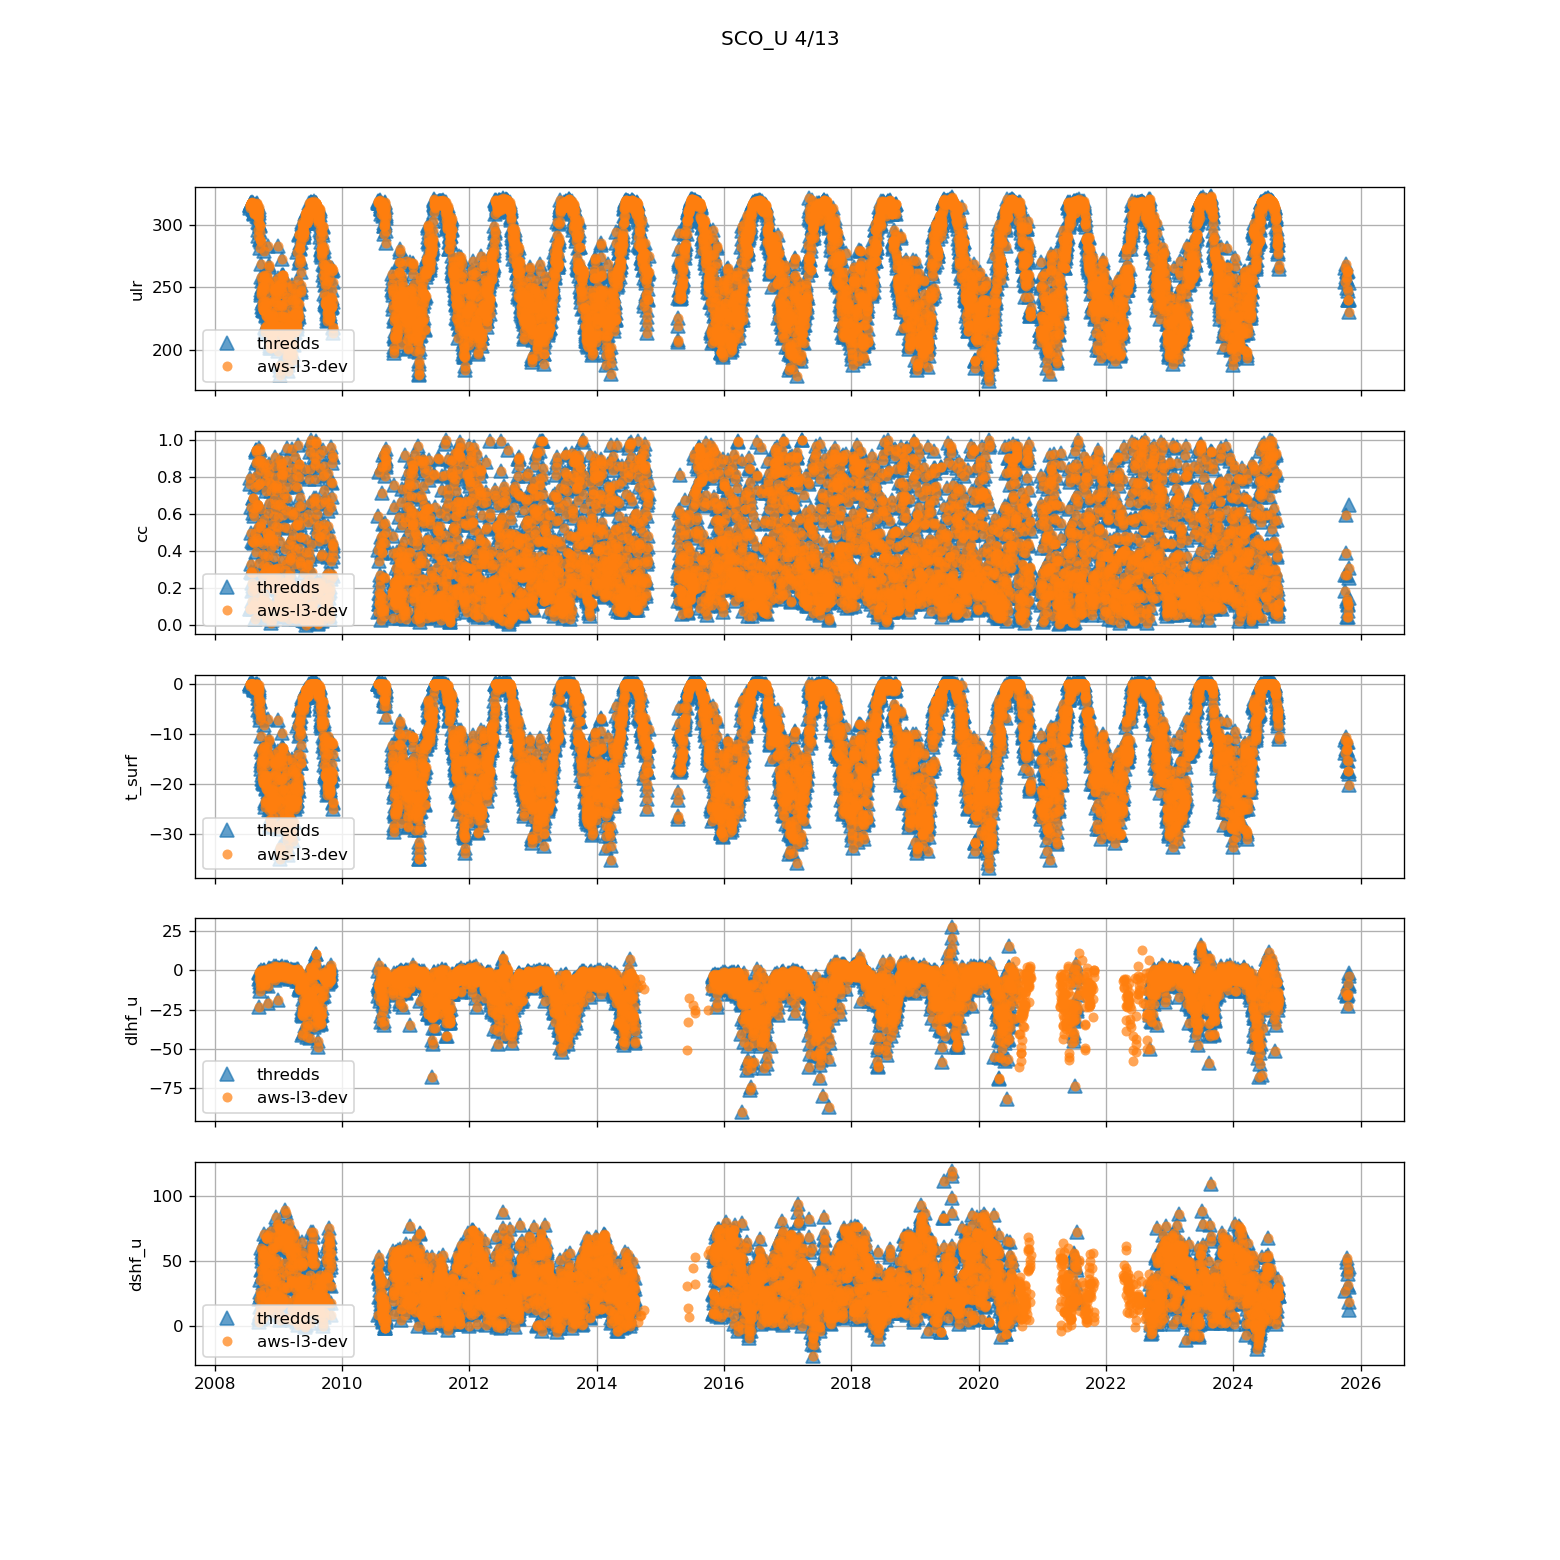 SCO_U 4/13
300
250
200
ulr
thredds
aws-l3-dev
1.0
0.8
0.6
0.4
0.2
0.0
cc
thredds
aws-l3-dev
0
−10
−20
−30
t_surf
thredds
aws-l3-dev
25
0
−25
−50
−75
dlhf_u
thredds
aws-l3-dev
100
50
0
dshf_u
thredds
aws-l3-dev
2008 2010 2012 2014 2016 2018 2020 2022 2024 2026